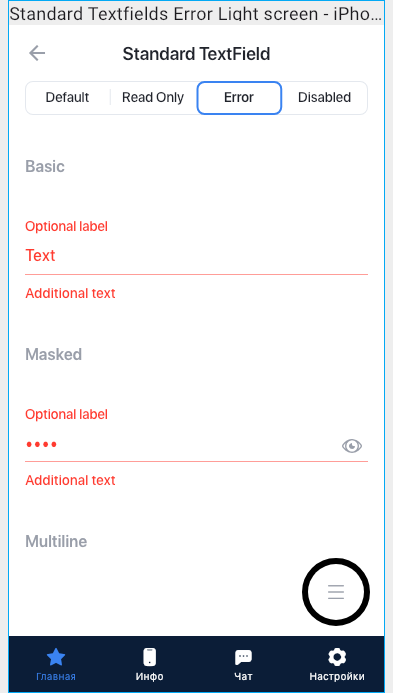 Standard Textfields Error Light screen - iPho...
Standard TextField
Default
Read Only
Error
Disabled
Basic
Optional label
Text
Additional text
Masked
Optional label
••••
Additional text
Multiline
Главная
Инфо
Чат
Настройки